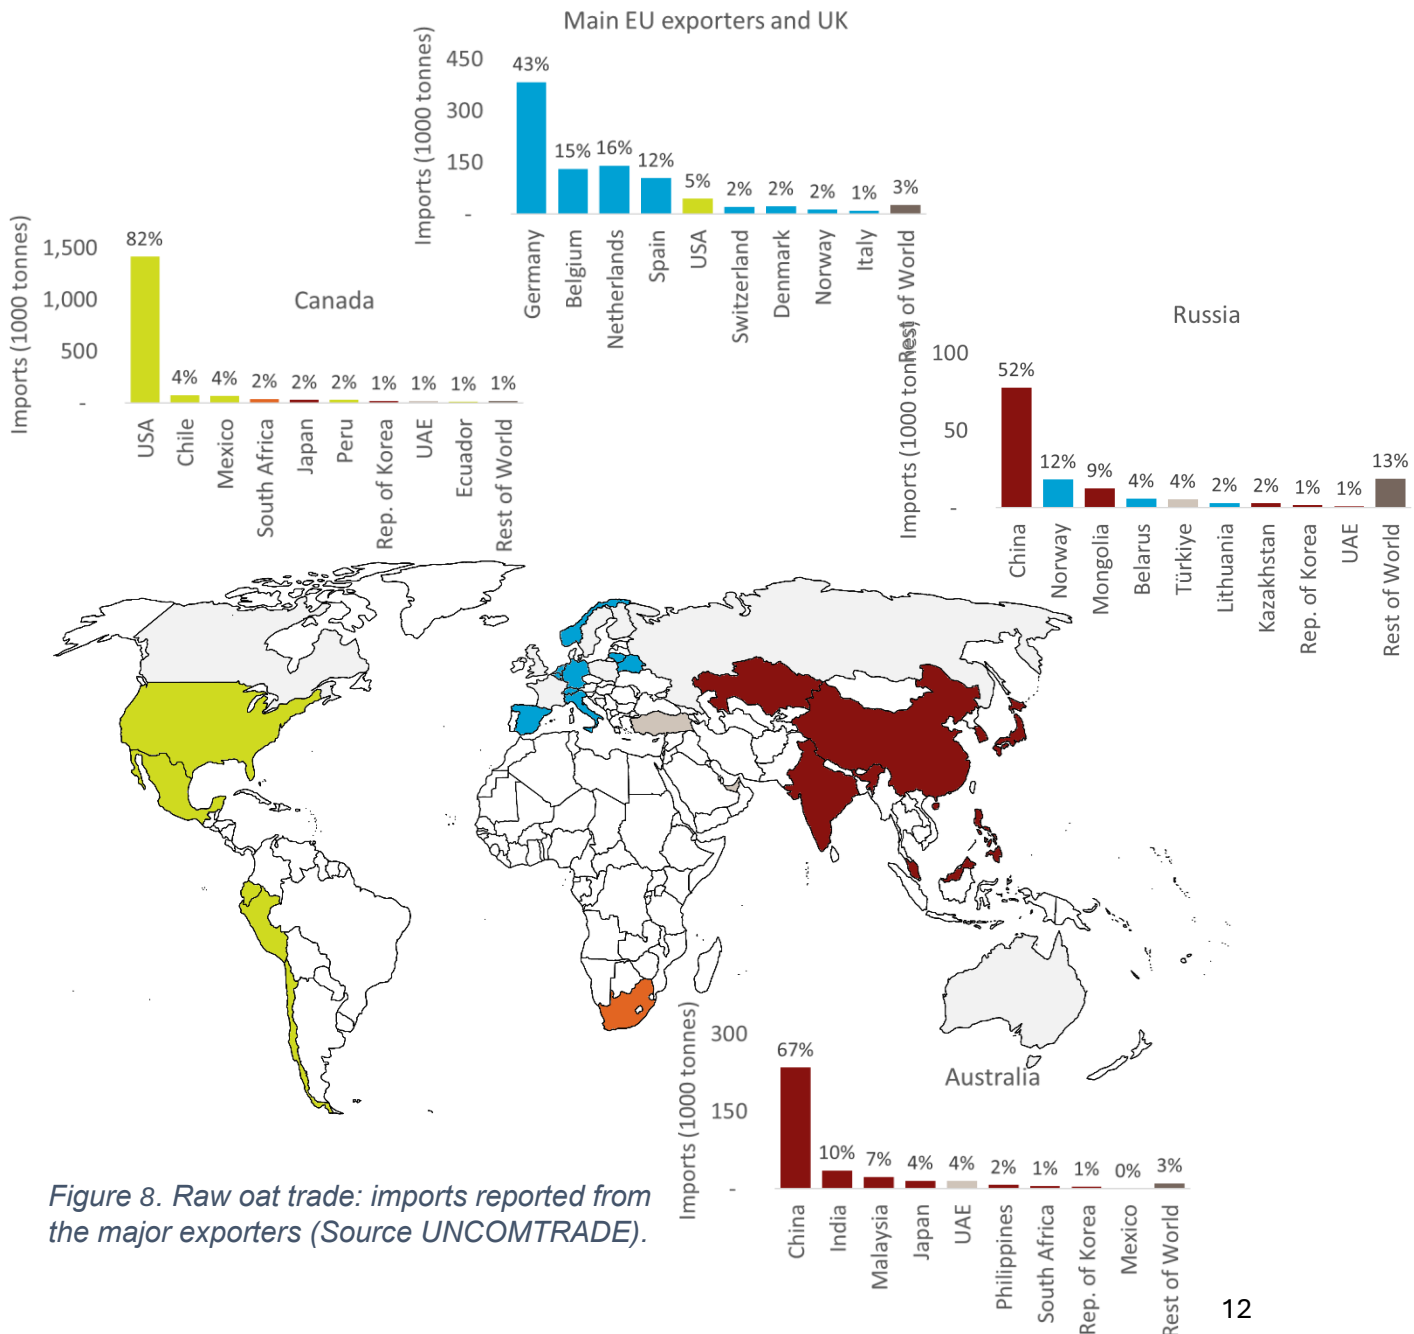 Main EU exporters and UK
Imports (1000 tonnes)
450
300
150
-
43%
15%
16%
12%
5%
2%
2%
2%
1%
3%
Germany
Belgium
Netherlands
Spain
USA
Switzerland
Denmark
Norway
Italy
Rest of World
Canada
Imports (1000 tonnes)
1,500
1,000
500
-
82%
4%
4%
2%
2%
2%
1%
1%
1%
1%
USA
Chile
Mexico
South Africa
Japan
Peru
Rep. of Korea
UAE
Ecuador
Rest of World
Russia
Imports (1000 tonnes)
100
50
-
52%
12%
9%
4%
4%
2%
2%
1%
1%
13%
China
Norway
Mongolia
Belarus
Türkiye
Lithuania
Kazakhstan
Rep. of Korea
UAE
Rest of World
Australia
Imports (1000 tonnes)
300
150
-
67%
10%
7%
4%
4%
2%
1%
1%
0%
3%
China
India
Malaysia
Japan
UAE
Philippines
South Africa
Rep. of Korea
Mexico
Rest of World
Figure 8. Raw oat trade: imports reported from
the major exporters (Source UNCOMTRADE).
12